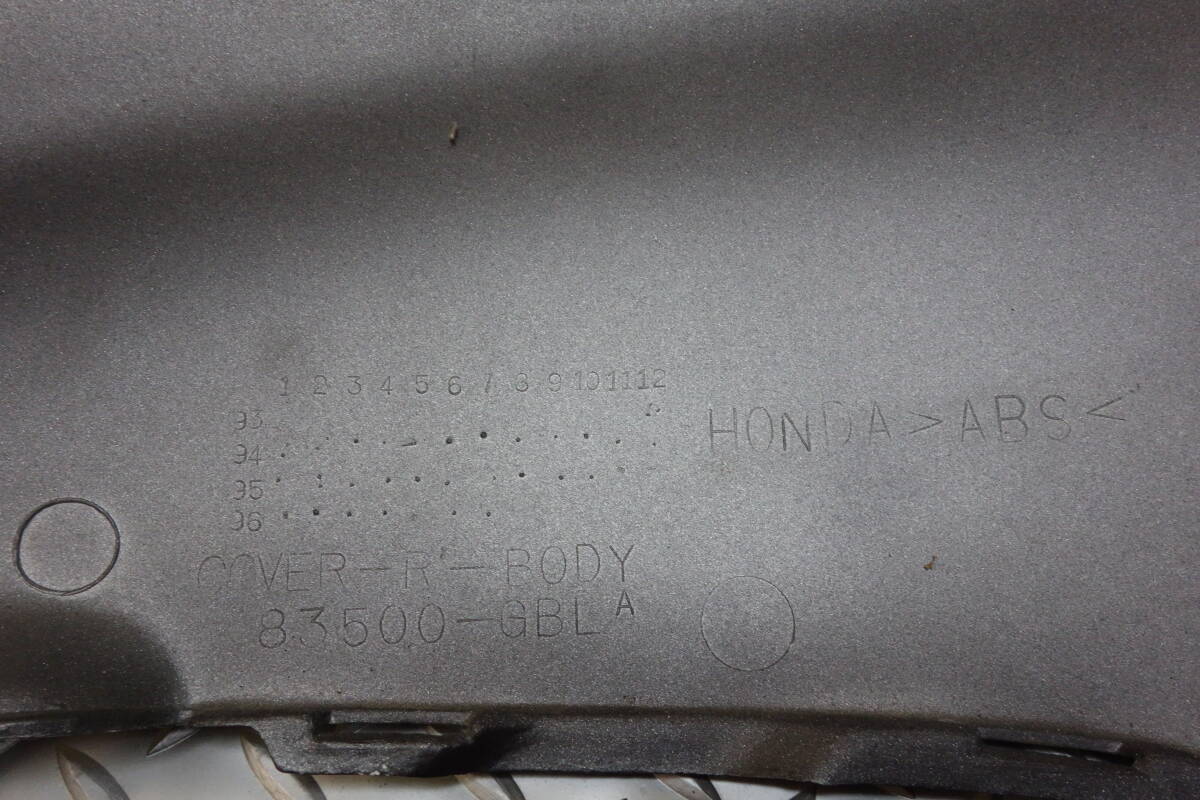 1 2 3 4 5 6 7 8 9 10 11 12
93
94
95
96
HONDA >ABS<
COVER-R-BODY
83500-GBL A